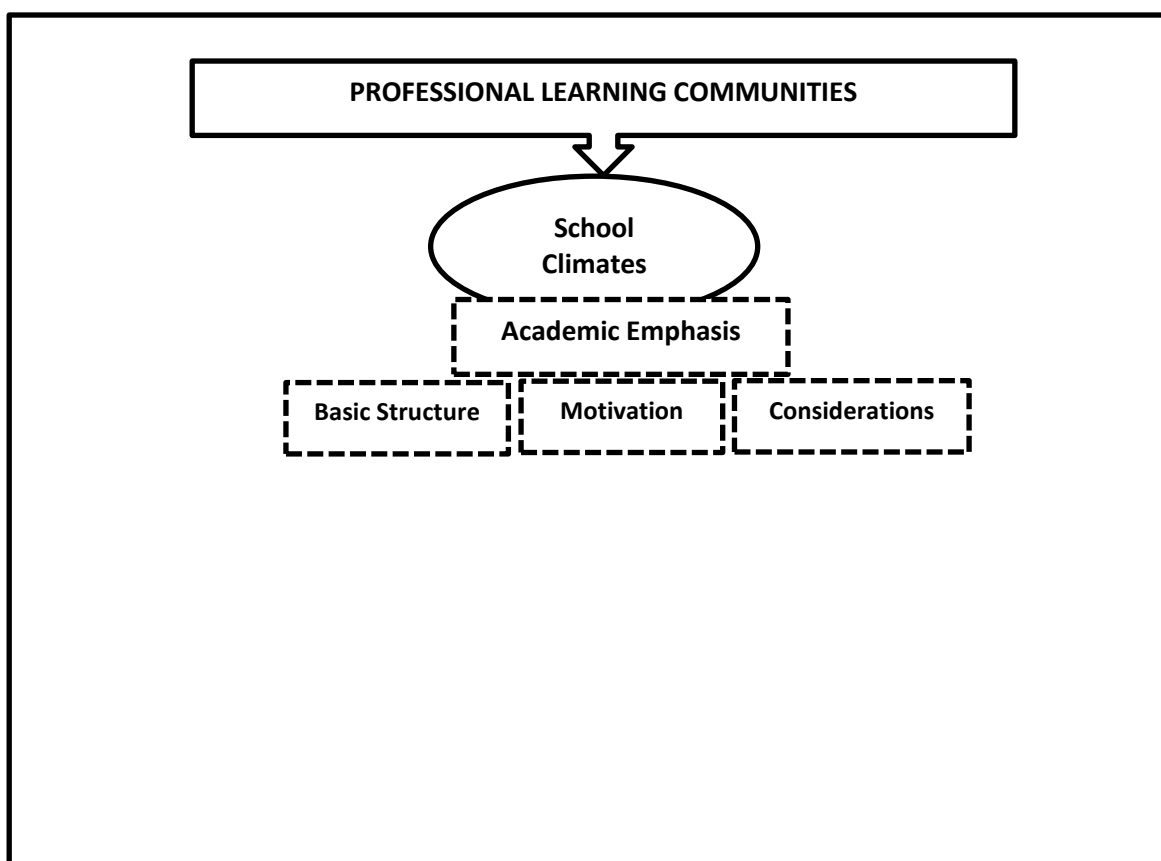 PROFESSIONAL LEARNING COMMUNITIES
School
Climates
Academic Emphasis
Basic Structure
Motivation
Considerations